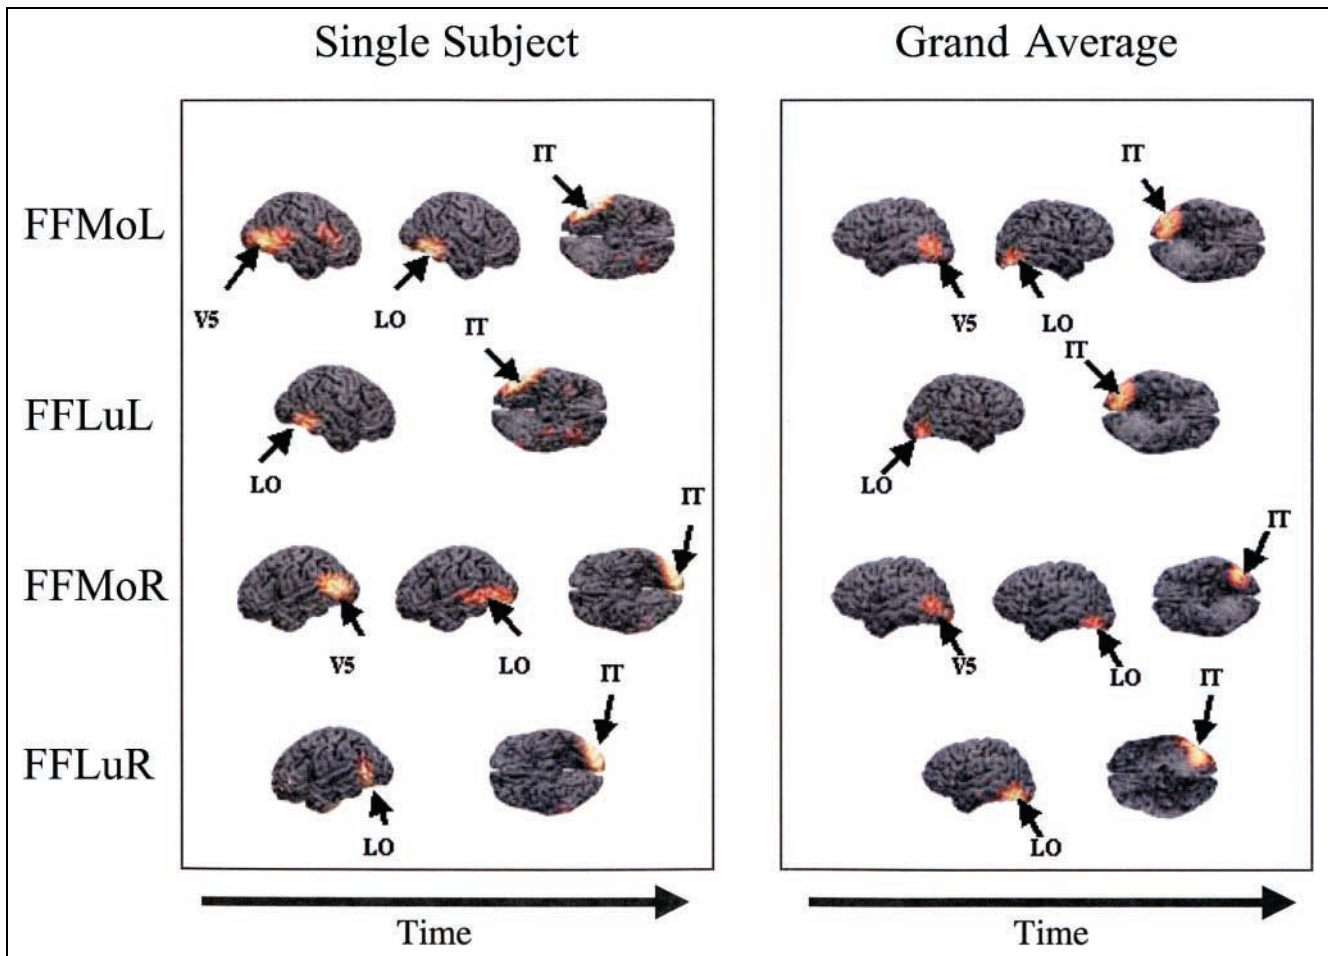 Single Subject
Grand Average
FFMoL
IT
V5
LO
IT
V5
LO
FFLuL
IT
LO
IT
LO
FFMoR
IT
V5
LO
IT
V5
LO
FFLuR
IT
LO
IT
LO
Time
Time